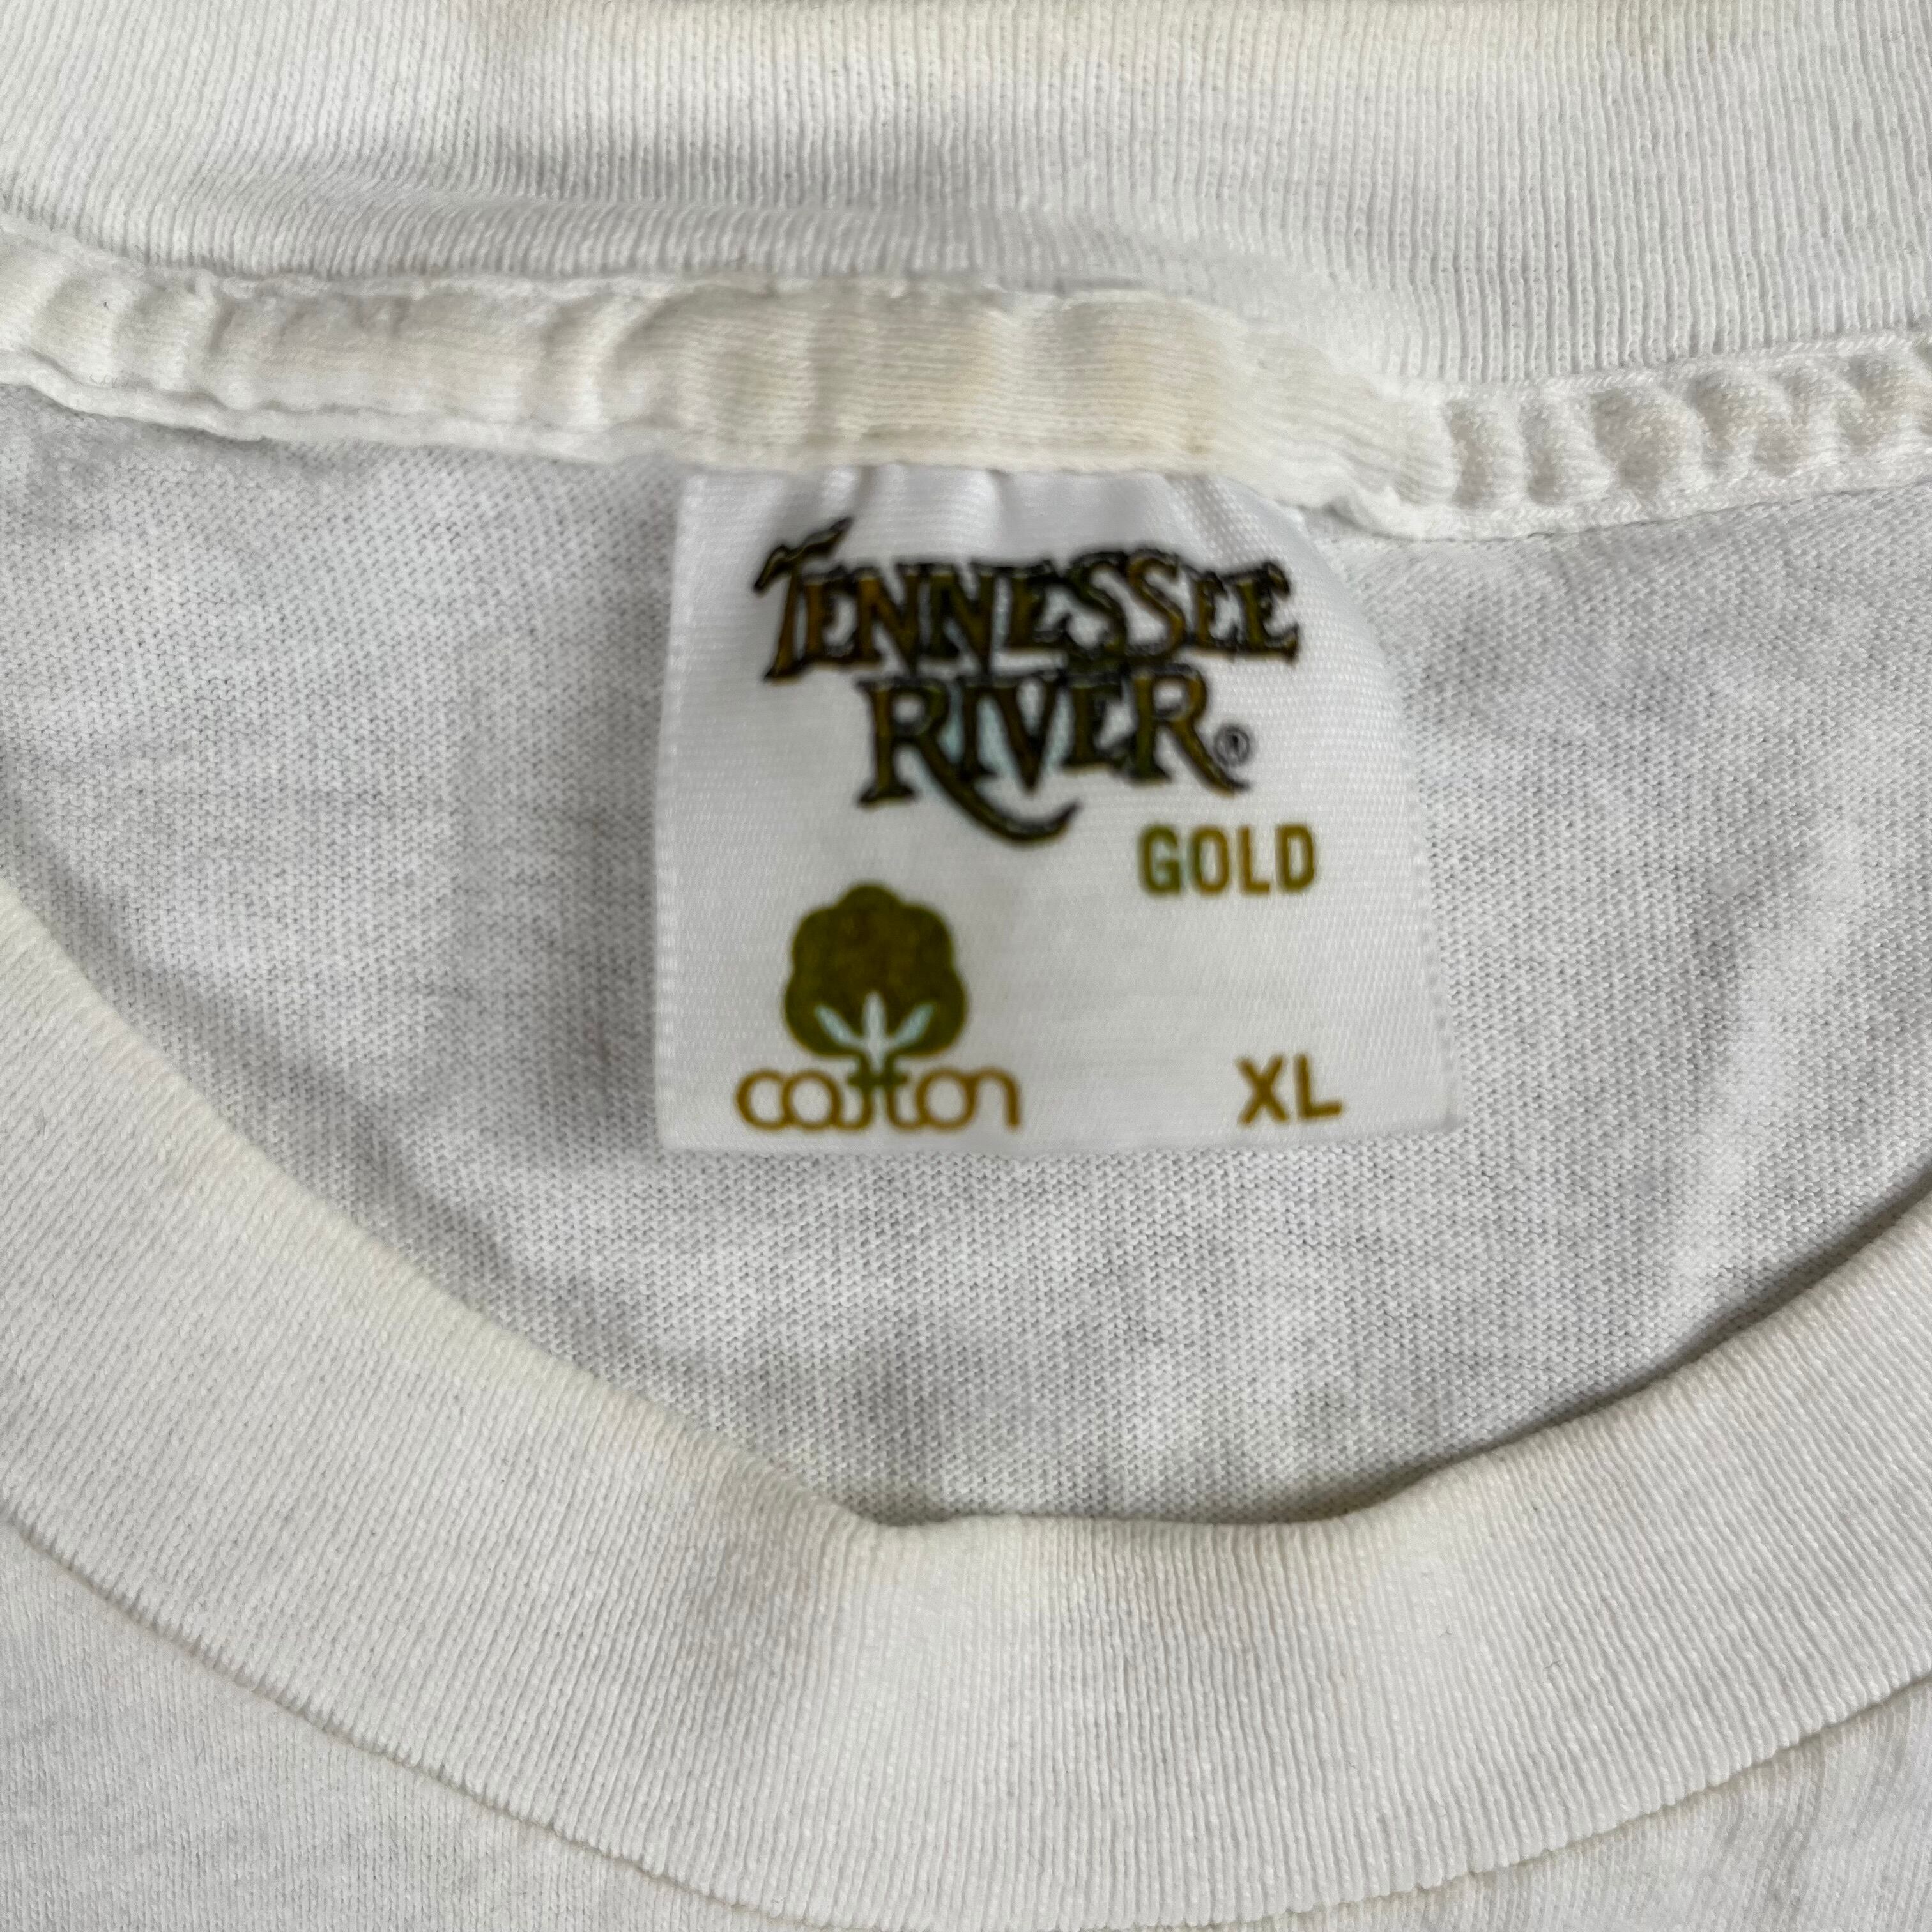 TENNESSEE
RIVER®
GOLD
cotton
XL